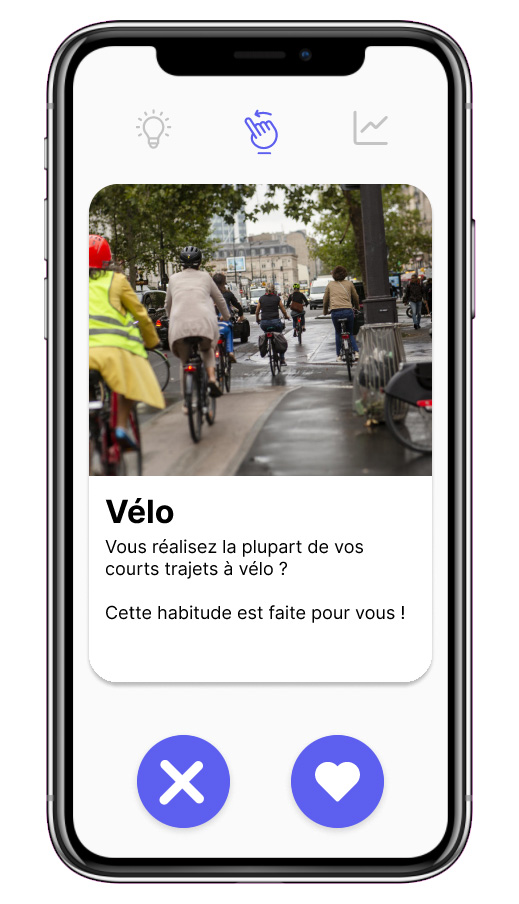 Vélo
Vous réalisez la plupart de vos
courts trajets à vélo ?
Cette habitude est faite pour vous !